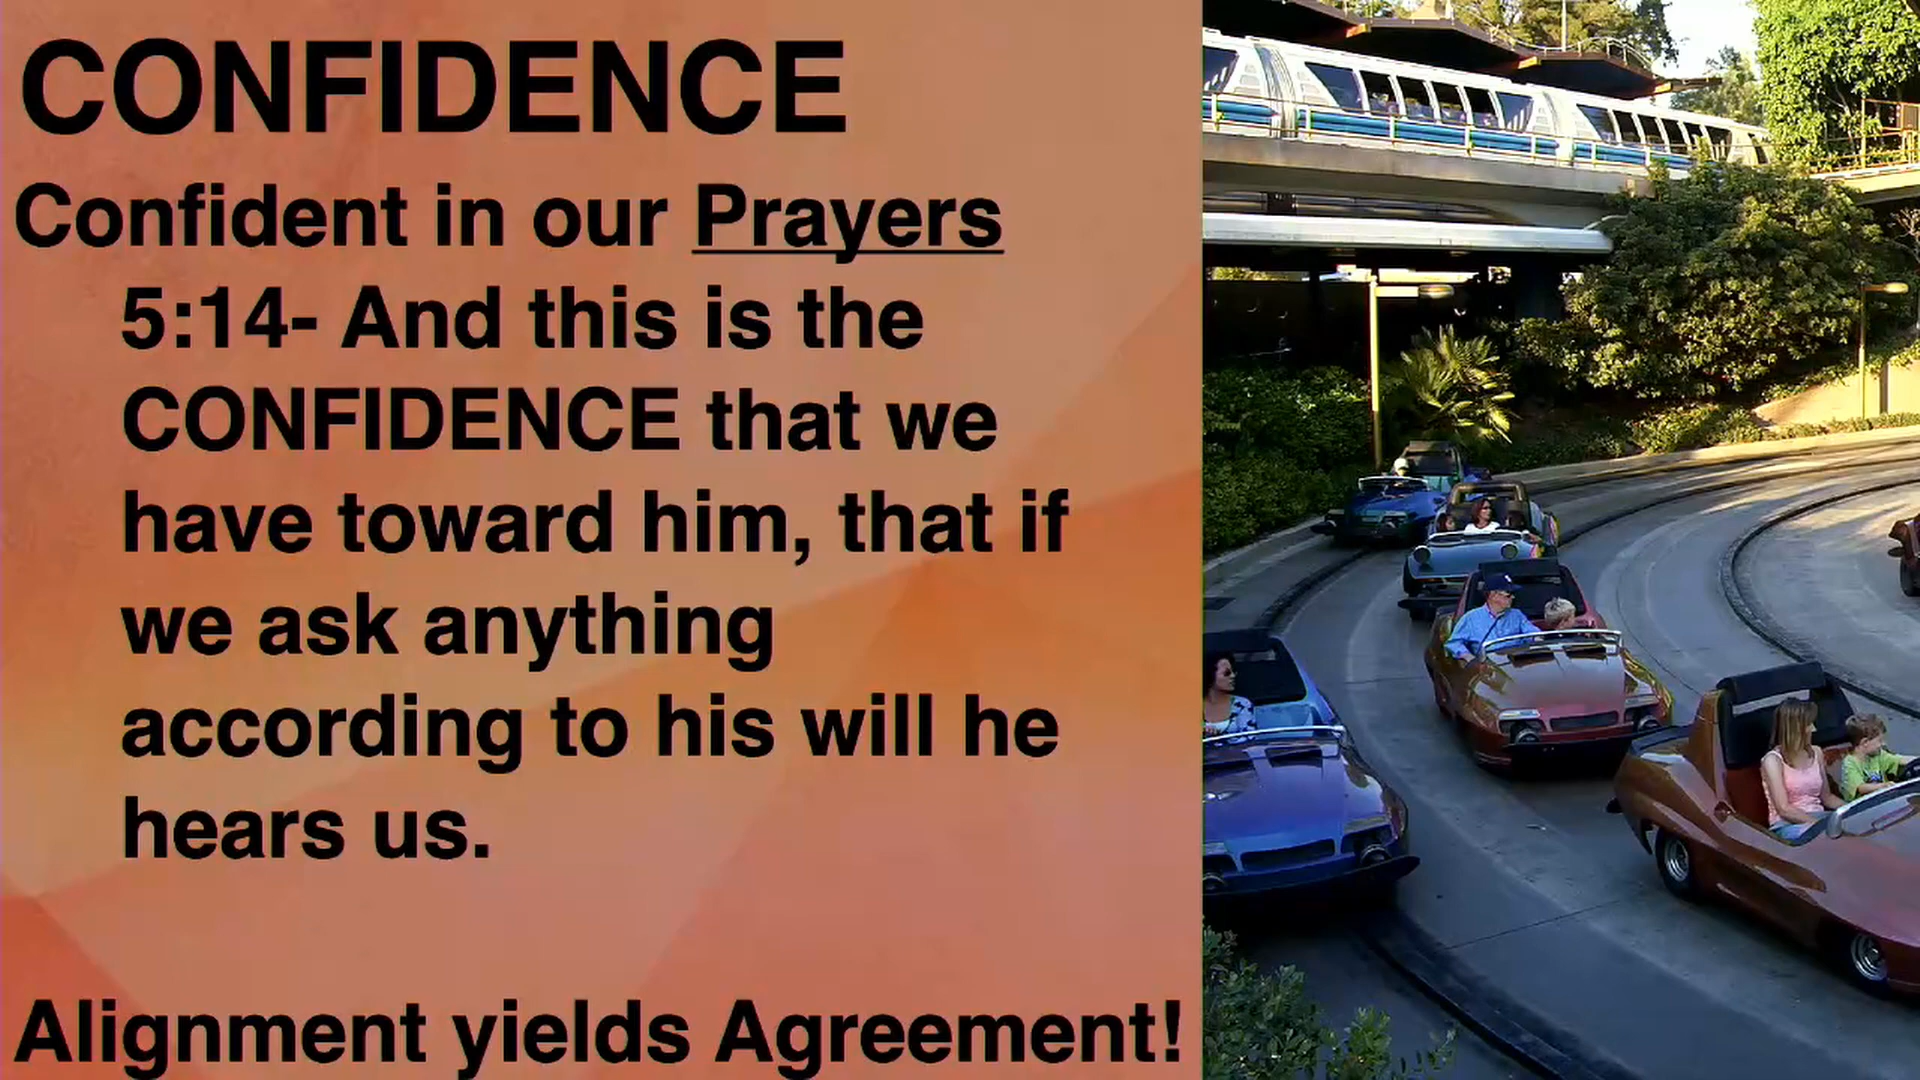 CONFIDENCE
Confident in our Prayers
5:14- And this is the
CONFIDENCE that we
have toward him, that if
we ask anything
according to his will he
hears us.
Alignment yields Agreement!